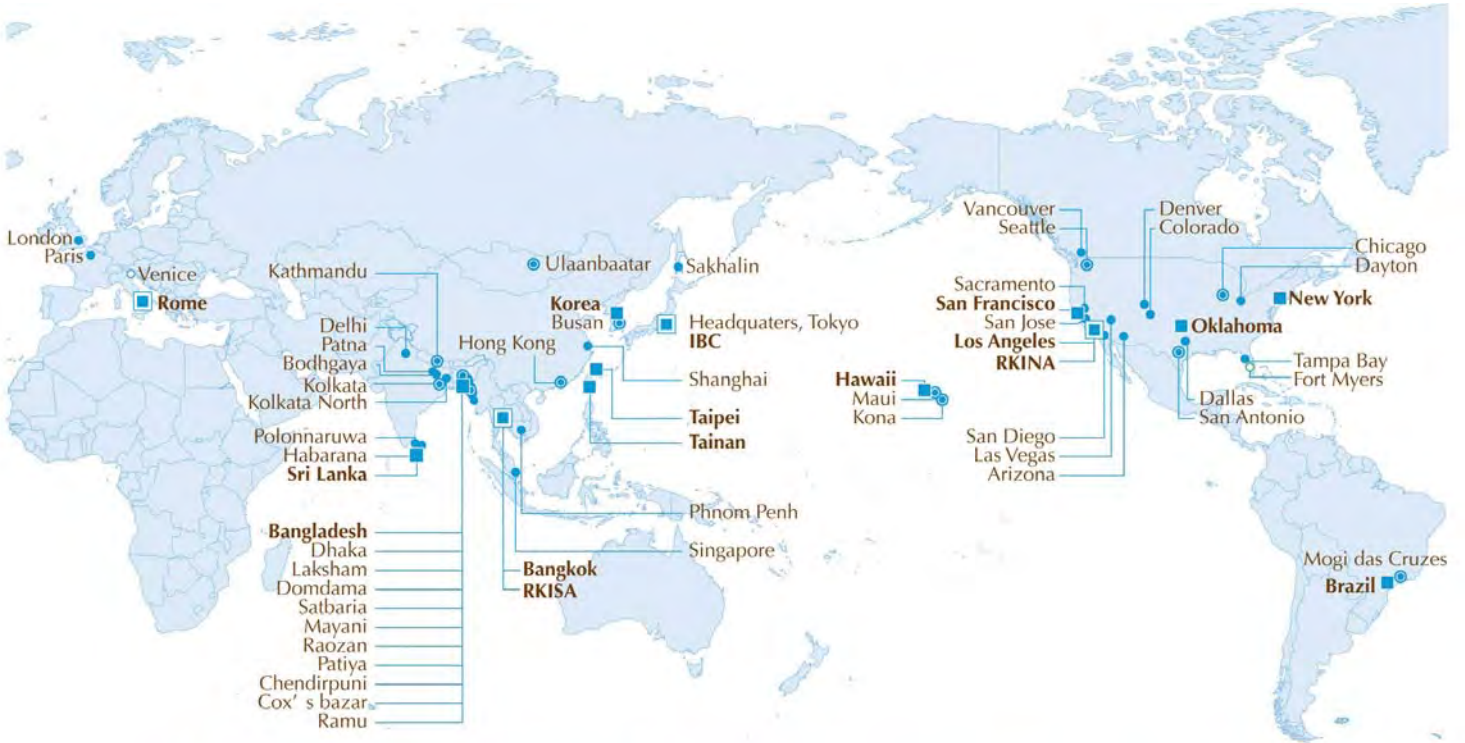 London
Paris
Venice
Rome
Kathmandu
Delhi
Patna
Bodhgaya
Kolkata
Kolkata North
Polonnaruwa
Habarana
Sri Lanka
Bangladesh
Dhaka
Laksham
Domdama
Satbaria
Mayani
Raozan
Patiya
Chendirpuni
Cox' s bazar
Ramu
Ulaanbaatar
Sakhalin
Korea
Busan
Headquaters, Tokyo
IBC
Hong Kong
Shanghai
Taipei
Tainan
Phnom Penh
Singapore
Bangkok
RKISA
Hawaii
Maui
Kona
Vancouver
Seattle
Denver
Colorado
Chicago
Dayton
Sacramento
San Francisco
San Jose
Los Angeles
RKINA
New York
Oklahoma
Tampa Bay
Fort Myers
Dallas
San Antonio
San Diego
Las Vegas
Arizona
Mogi das Cruzes
Brazil